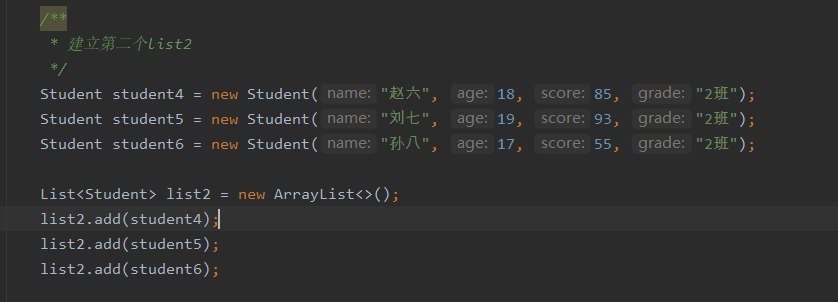 /**
 * 建立第二个list2
 */
Student student4 = new Student( name: "赵六", age: 18, score: 85, grade: "2班");
Student student5 = new Student( name: "刘七", age: 19, score: 93, grade: "2班");
Student student6 = new Student( name: "孙八", age: 17, score: 55, grade: "2班");
List<Student> list2 = new ArrayList<>();
list2.add(student4);
list2.add(student5);
list2.add(student6);